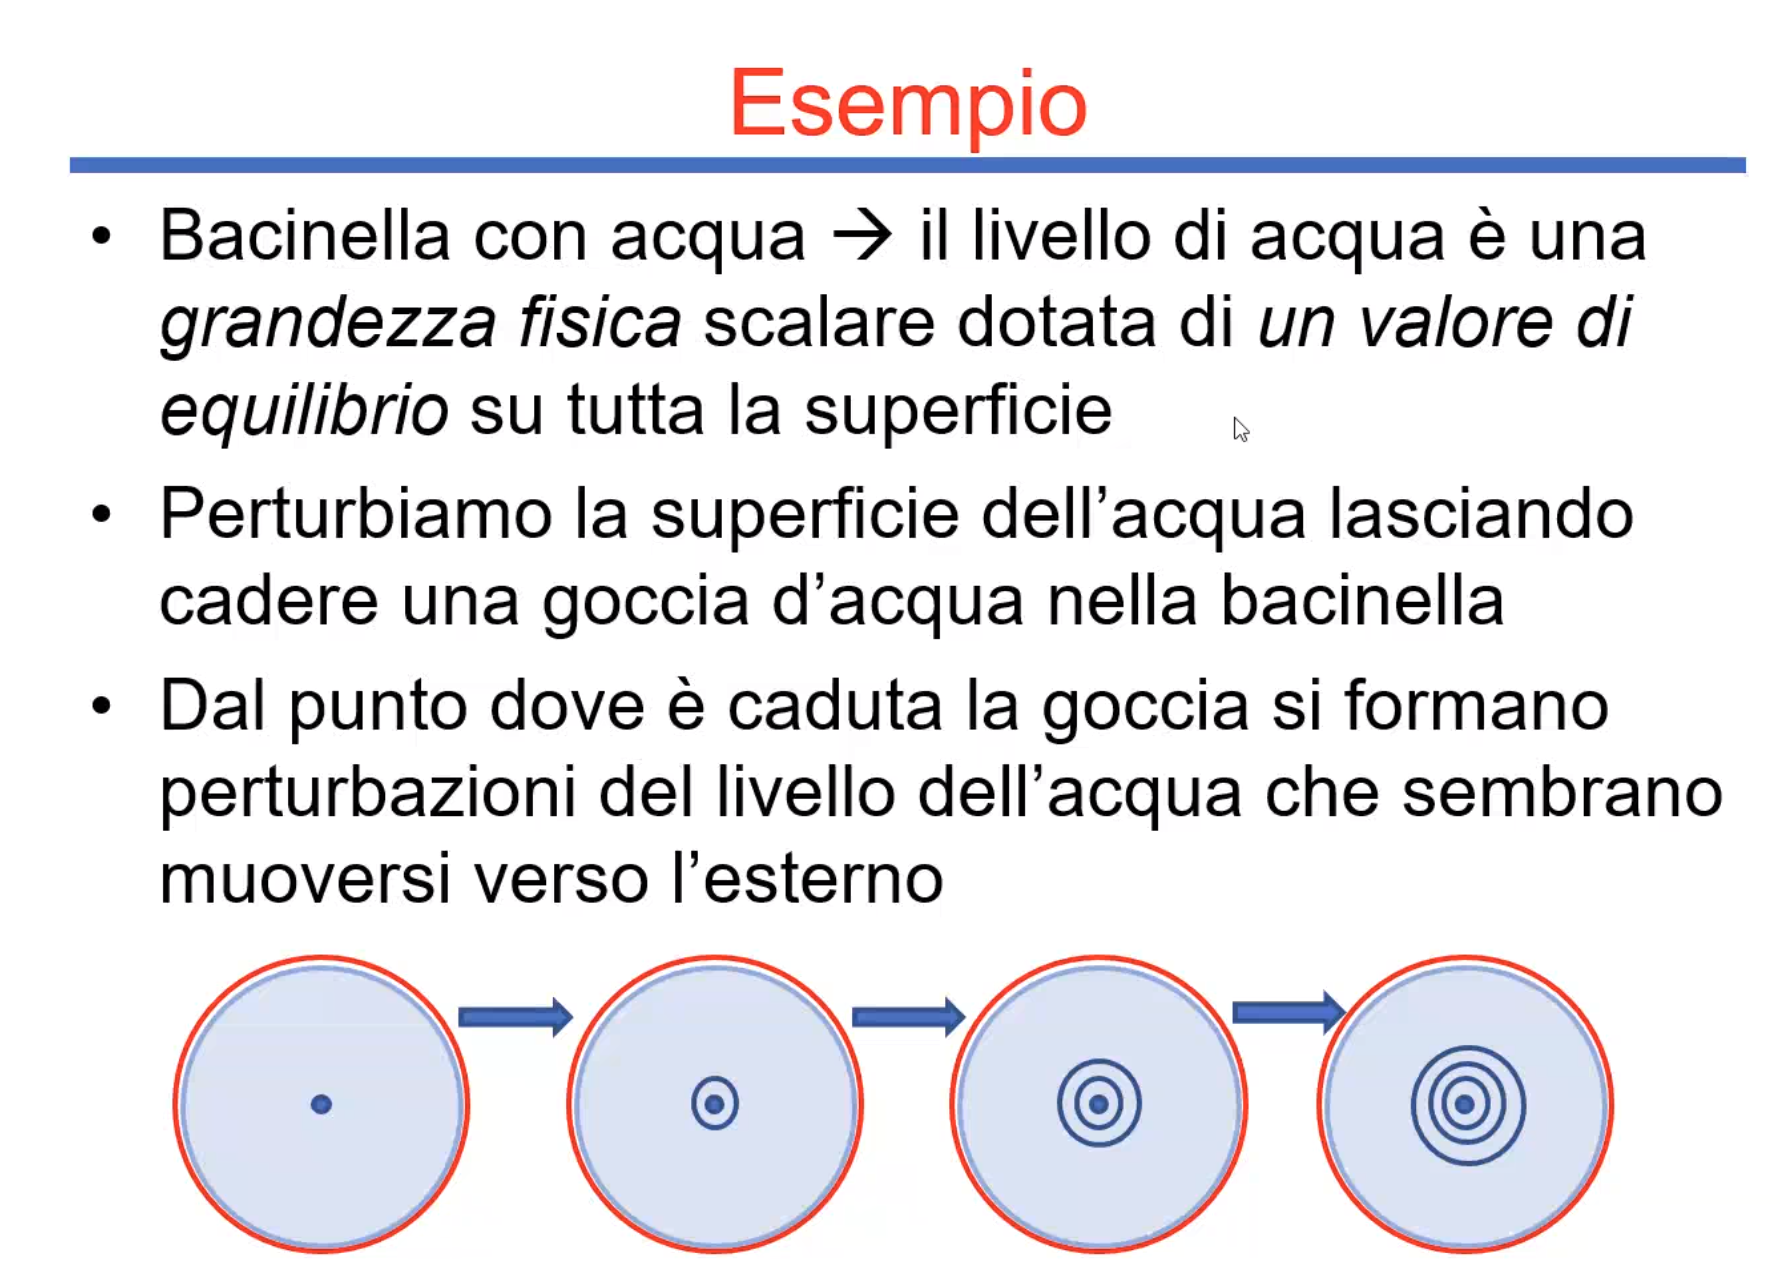 Esempio
• Bacinella con acqua → il livello di acqua è una
grandezza fisica scalare dotata di un valore di
equilibrio su tutta la superficie
• Perturbiamo la superficie dell’acqua lasciando
cadere una goccia d’acqua nella bacinella
• Dal punto dove è caduta la goccia si formano
perturbazioni del livello dell’acqua che sembrano
muoversi verso l’esterno